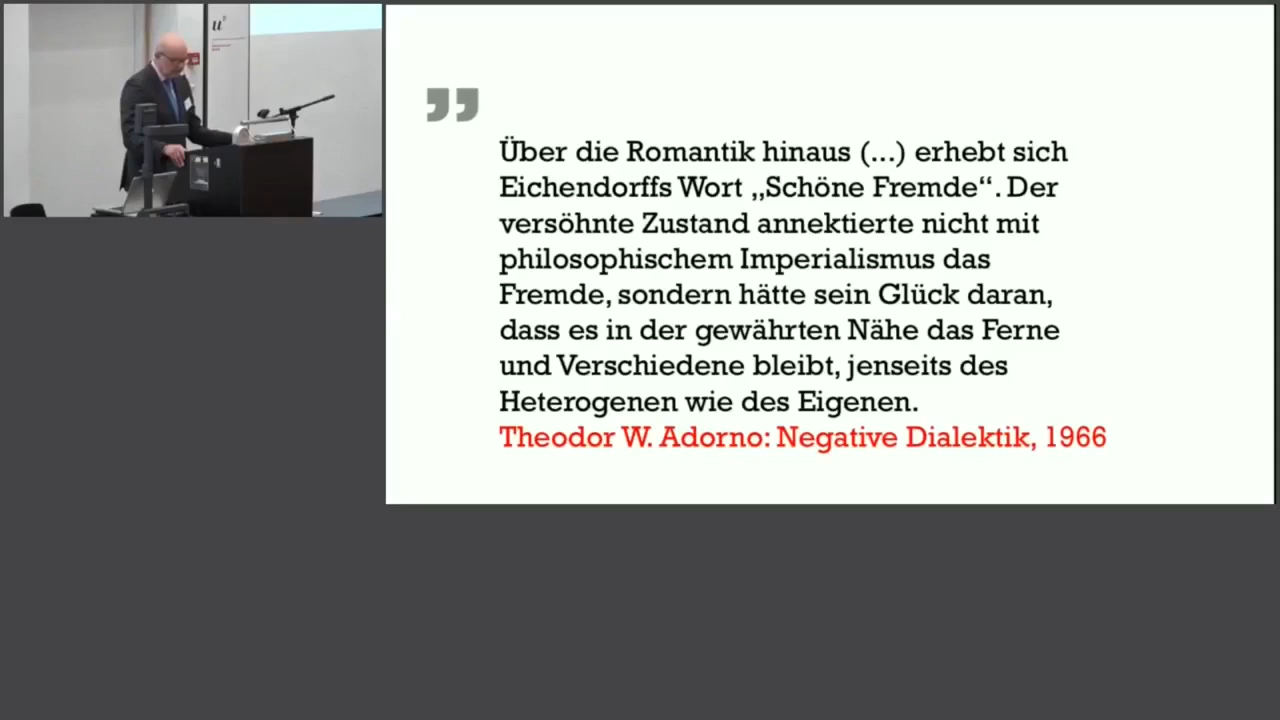 u
”
Über die Romantik hinaus (...) erhebt sich
Eichendorffs Wort „Schöne Fremde“. Der
versöhnte Zustand annektierte nicht mit
philosophischem Imperialismus das
Fremde, sondern hätte sein Glück daran,
dass es in der gewährten Nähe das Ferne
und Verschiedene bleibt, jenseits des
Heterogenen wie des Eigenen.
Theodor W. Adorno: Negative Dialektik, 1966